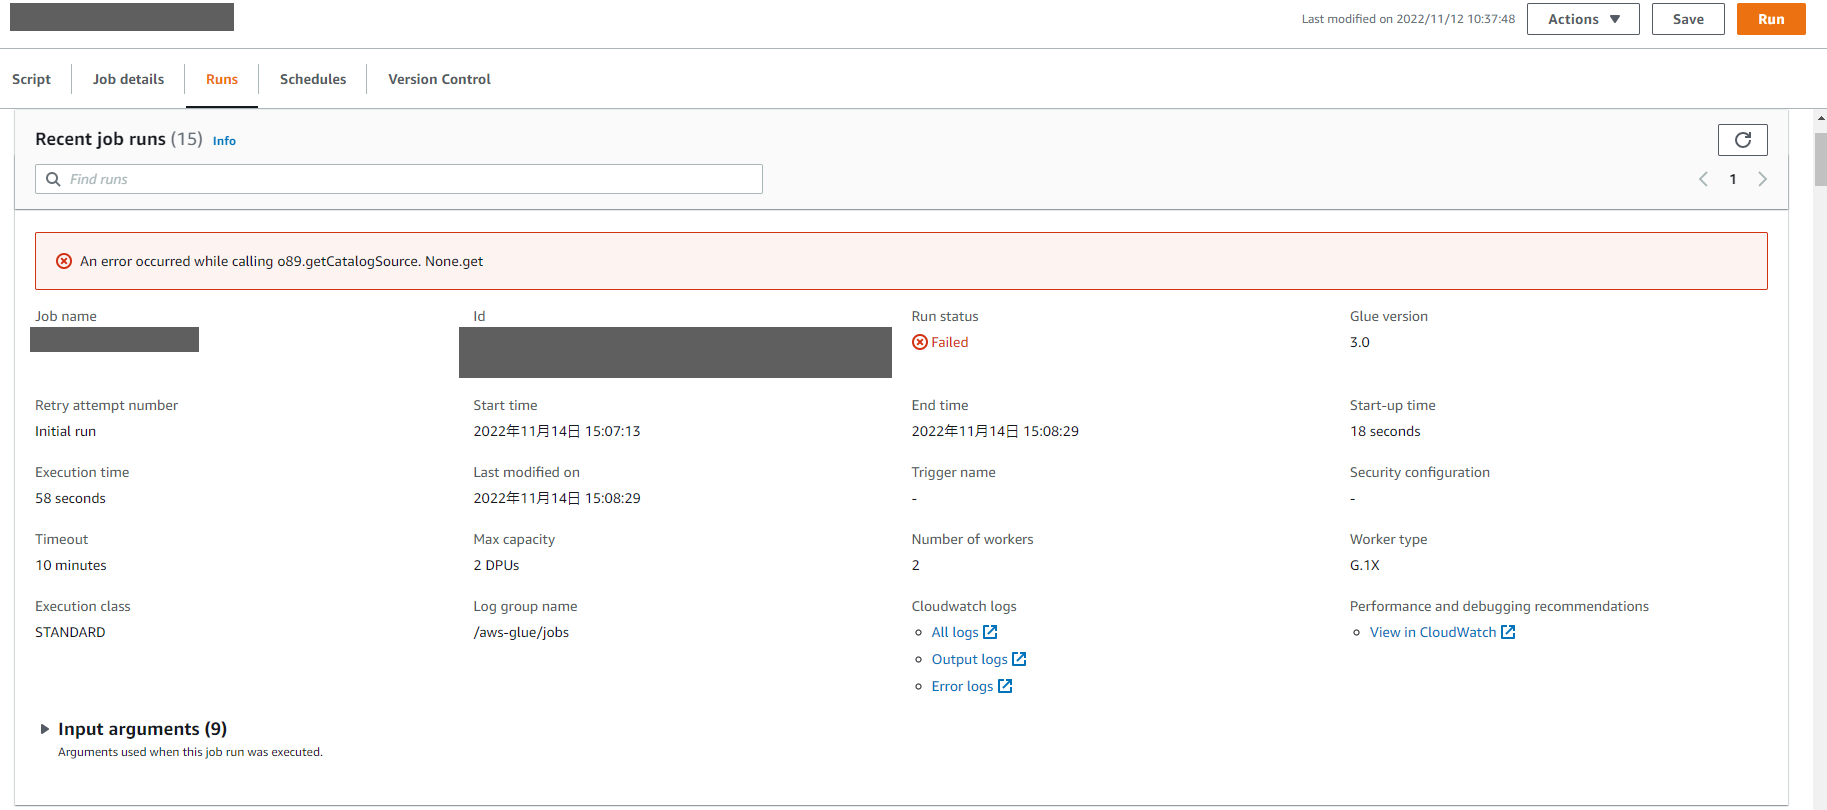 Last modified on 2022/11/12 10:37:48 Actions Save Run
Script Job details Runs Schedules Version Control
Recent job runs (15) Info
Find runs
1
An error occurred while calling o89.getCatalogSource. None.get
Job name Id Run status Glue version
Failed 3.0
Retry attempt number Start time End time Start-up time
Initial run 2022年11月14日 15:07:13 2022年11月14日 15:08:29 18 seconds
Execution time Last modified on Trigger name Security configuration
58 seconds 2022年11月14日 15:08:29 - -
Timeout Max capacity Number of workers Worker type
10 minutes 2 DPUs 2 G.1X
Execution class Log group name Cloudwatch logs Performance and debugging recommendations
STANDARD /aws-glue/jobs All logs View in CloudWatch
Output logs
Error logs
Input arguments (9)
Arguments used when this job run was executed.